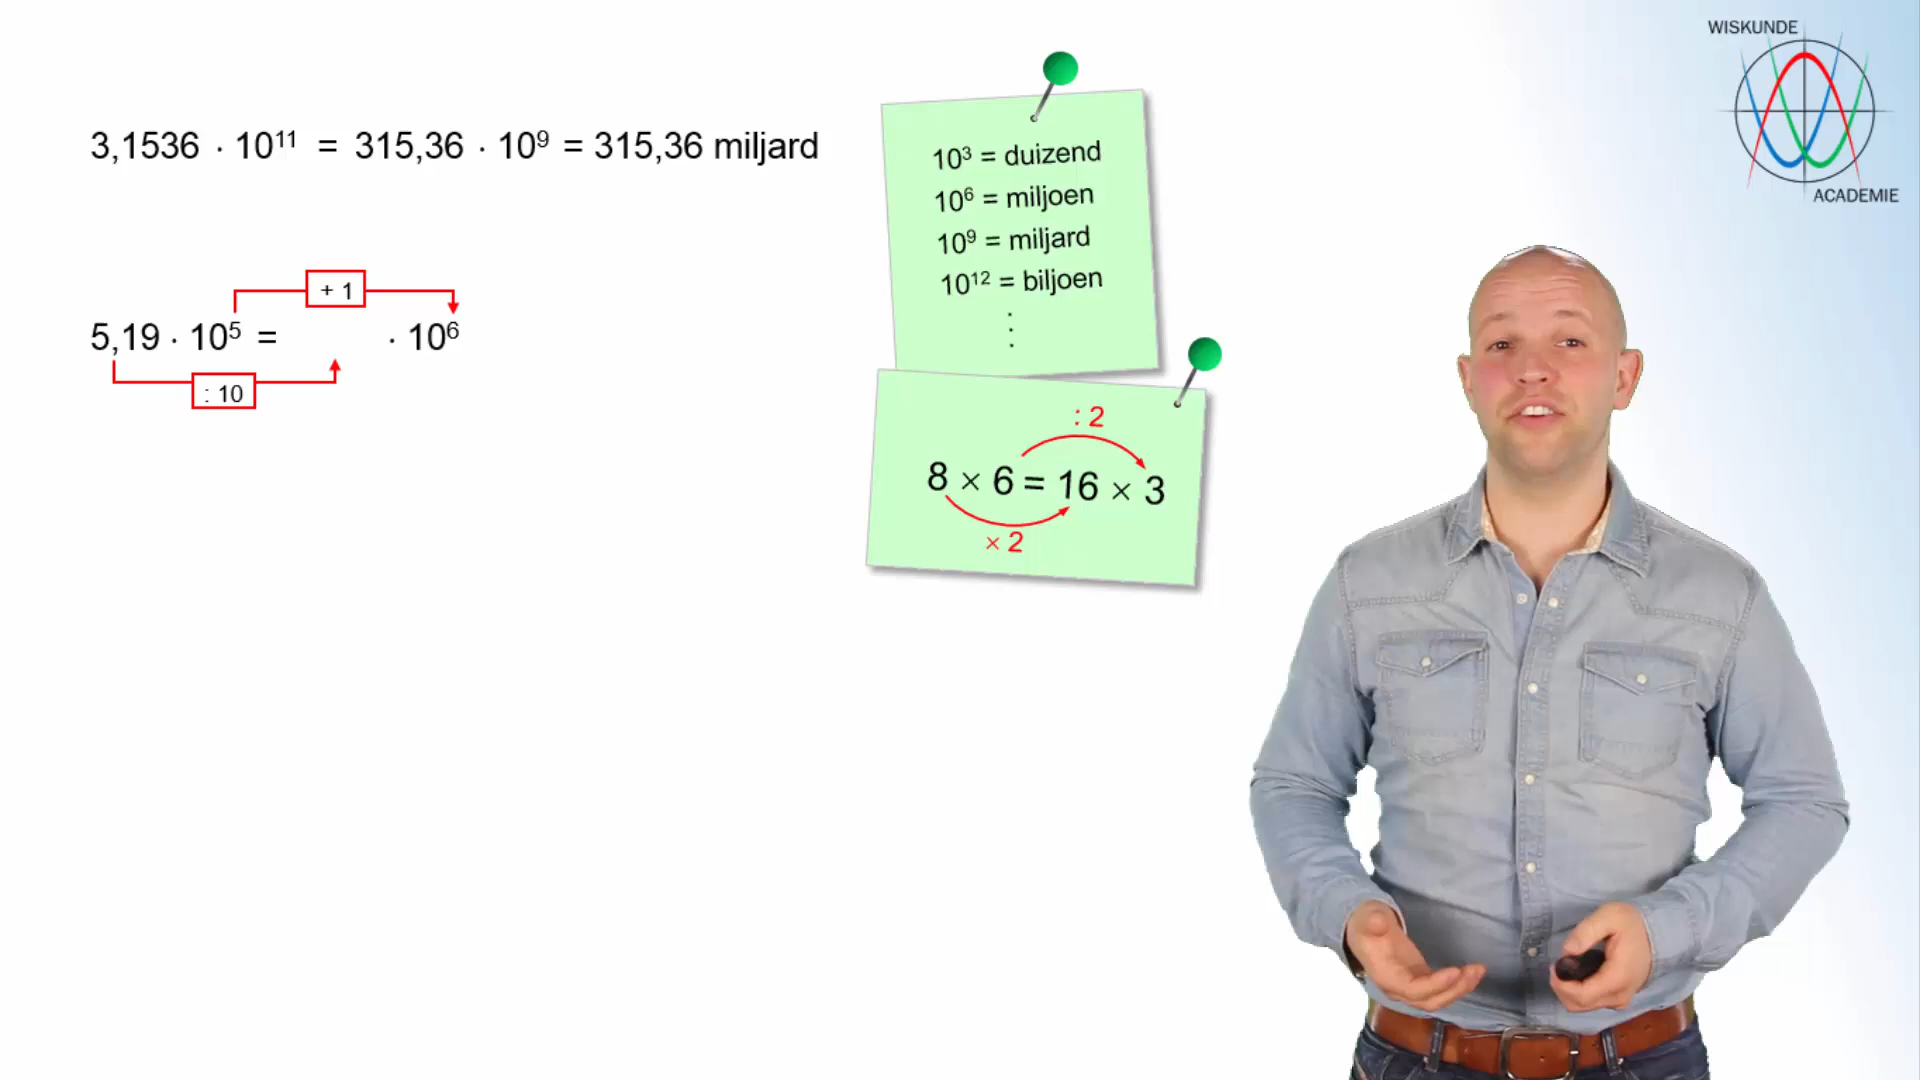 WISKUNDE
ACADEMIE
3,1536 · 10¹¹ = 315,36 · 10⁹ = 315,36 miljard
+ 1
5,19 · 10⁵ = · 10⁶
: 10
10³ = duizend
10⁶ = miljoen
10⁹ = miljard
10¹² = biljoen
: 2
8 × 6 = 16 × 3
× 2